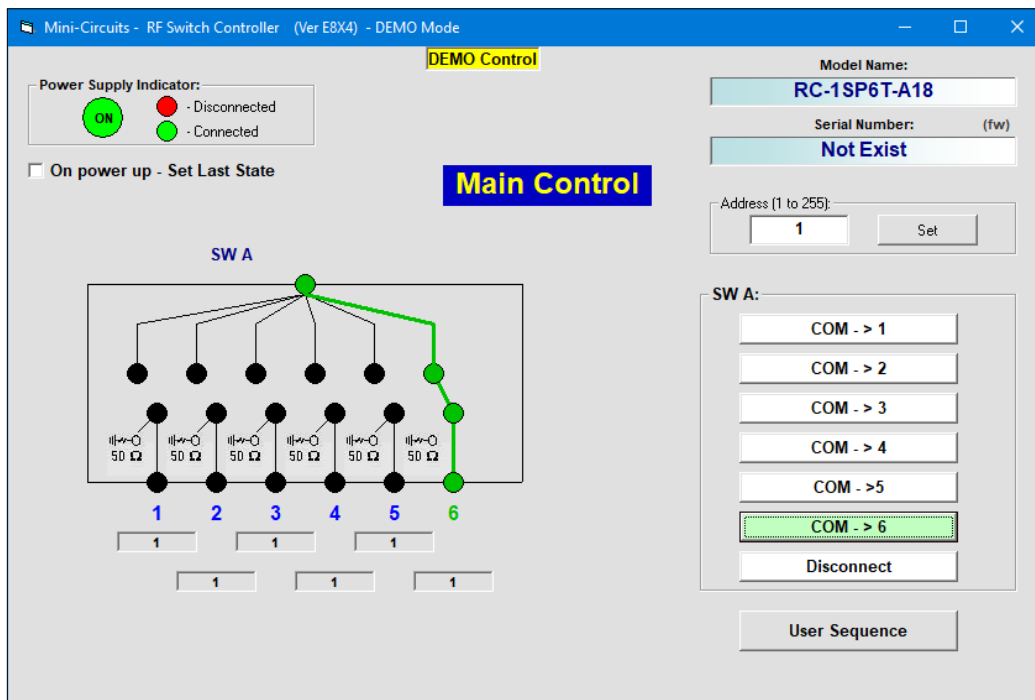 Mini-Circuits - RF Switch Controller (Ver E8X4) - DEMO Mode
DEMO Control
Power Supply Indicator:
ON
- Disconnected
- Connected
On power up - Set Last State
Main Control
Model Name:
RC-1SP6T-A18
Serial Number: (fw)
Not Exist
Address (1 to 255):
1 Set
SW A
50 Ω 50 Ω 50 Ω 50 Ω 50 Ω 50 Ω
1 2 3 4 5 6
1 1 1
1 1 1
SW A:
COM - > 1
COM - > 2
COM - > 3
COM - > 4
COM - >5
COM - > 6
Disconnect
User Sequence